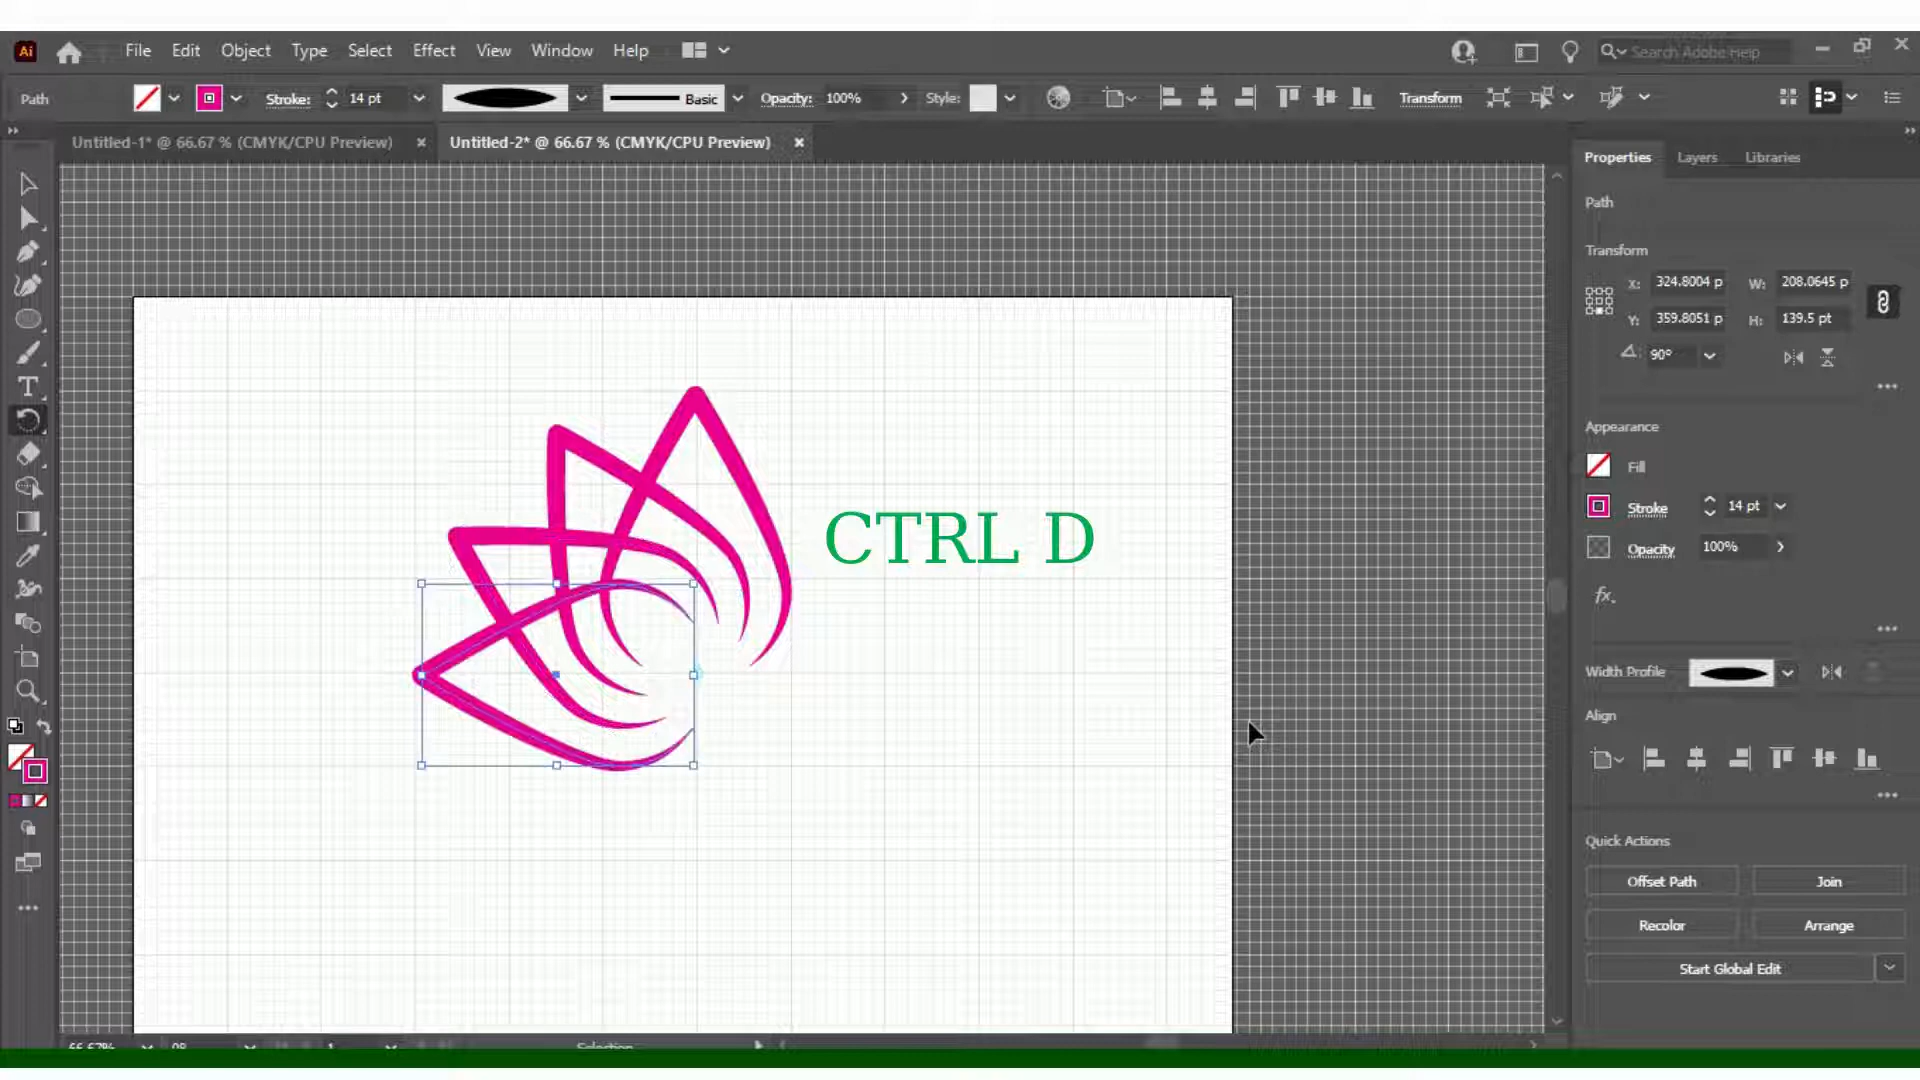 Ai File Edit Object Type Select Effect View Window Help Search Adobe Help
Path Stroke: 14 pt Basic Opacity: 100% Style: Transform
Untitled-1* @ 66.67 % (CMYK/CPU Preview) × Untitled-2* @ 66.67 % (CMYK/CPU Preview) ×
Properties Layers Libraries
Path
Transform
X: 324.8004 p W: 208.0645 p
Y: 359.8051 p H: 139.5 pt
90°
Appearance
Fill
Stroke 14 pt
Opacity 100%
fx.
CTRL D
Width Profile
Align
Quick Actions
Offset Path Join
Recolor Arrange
Start Global Edit
66.67% 1 Selection